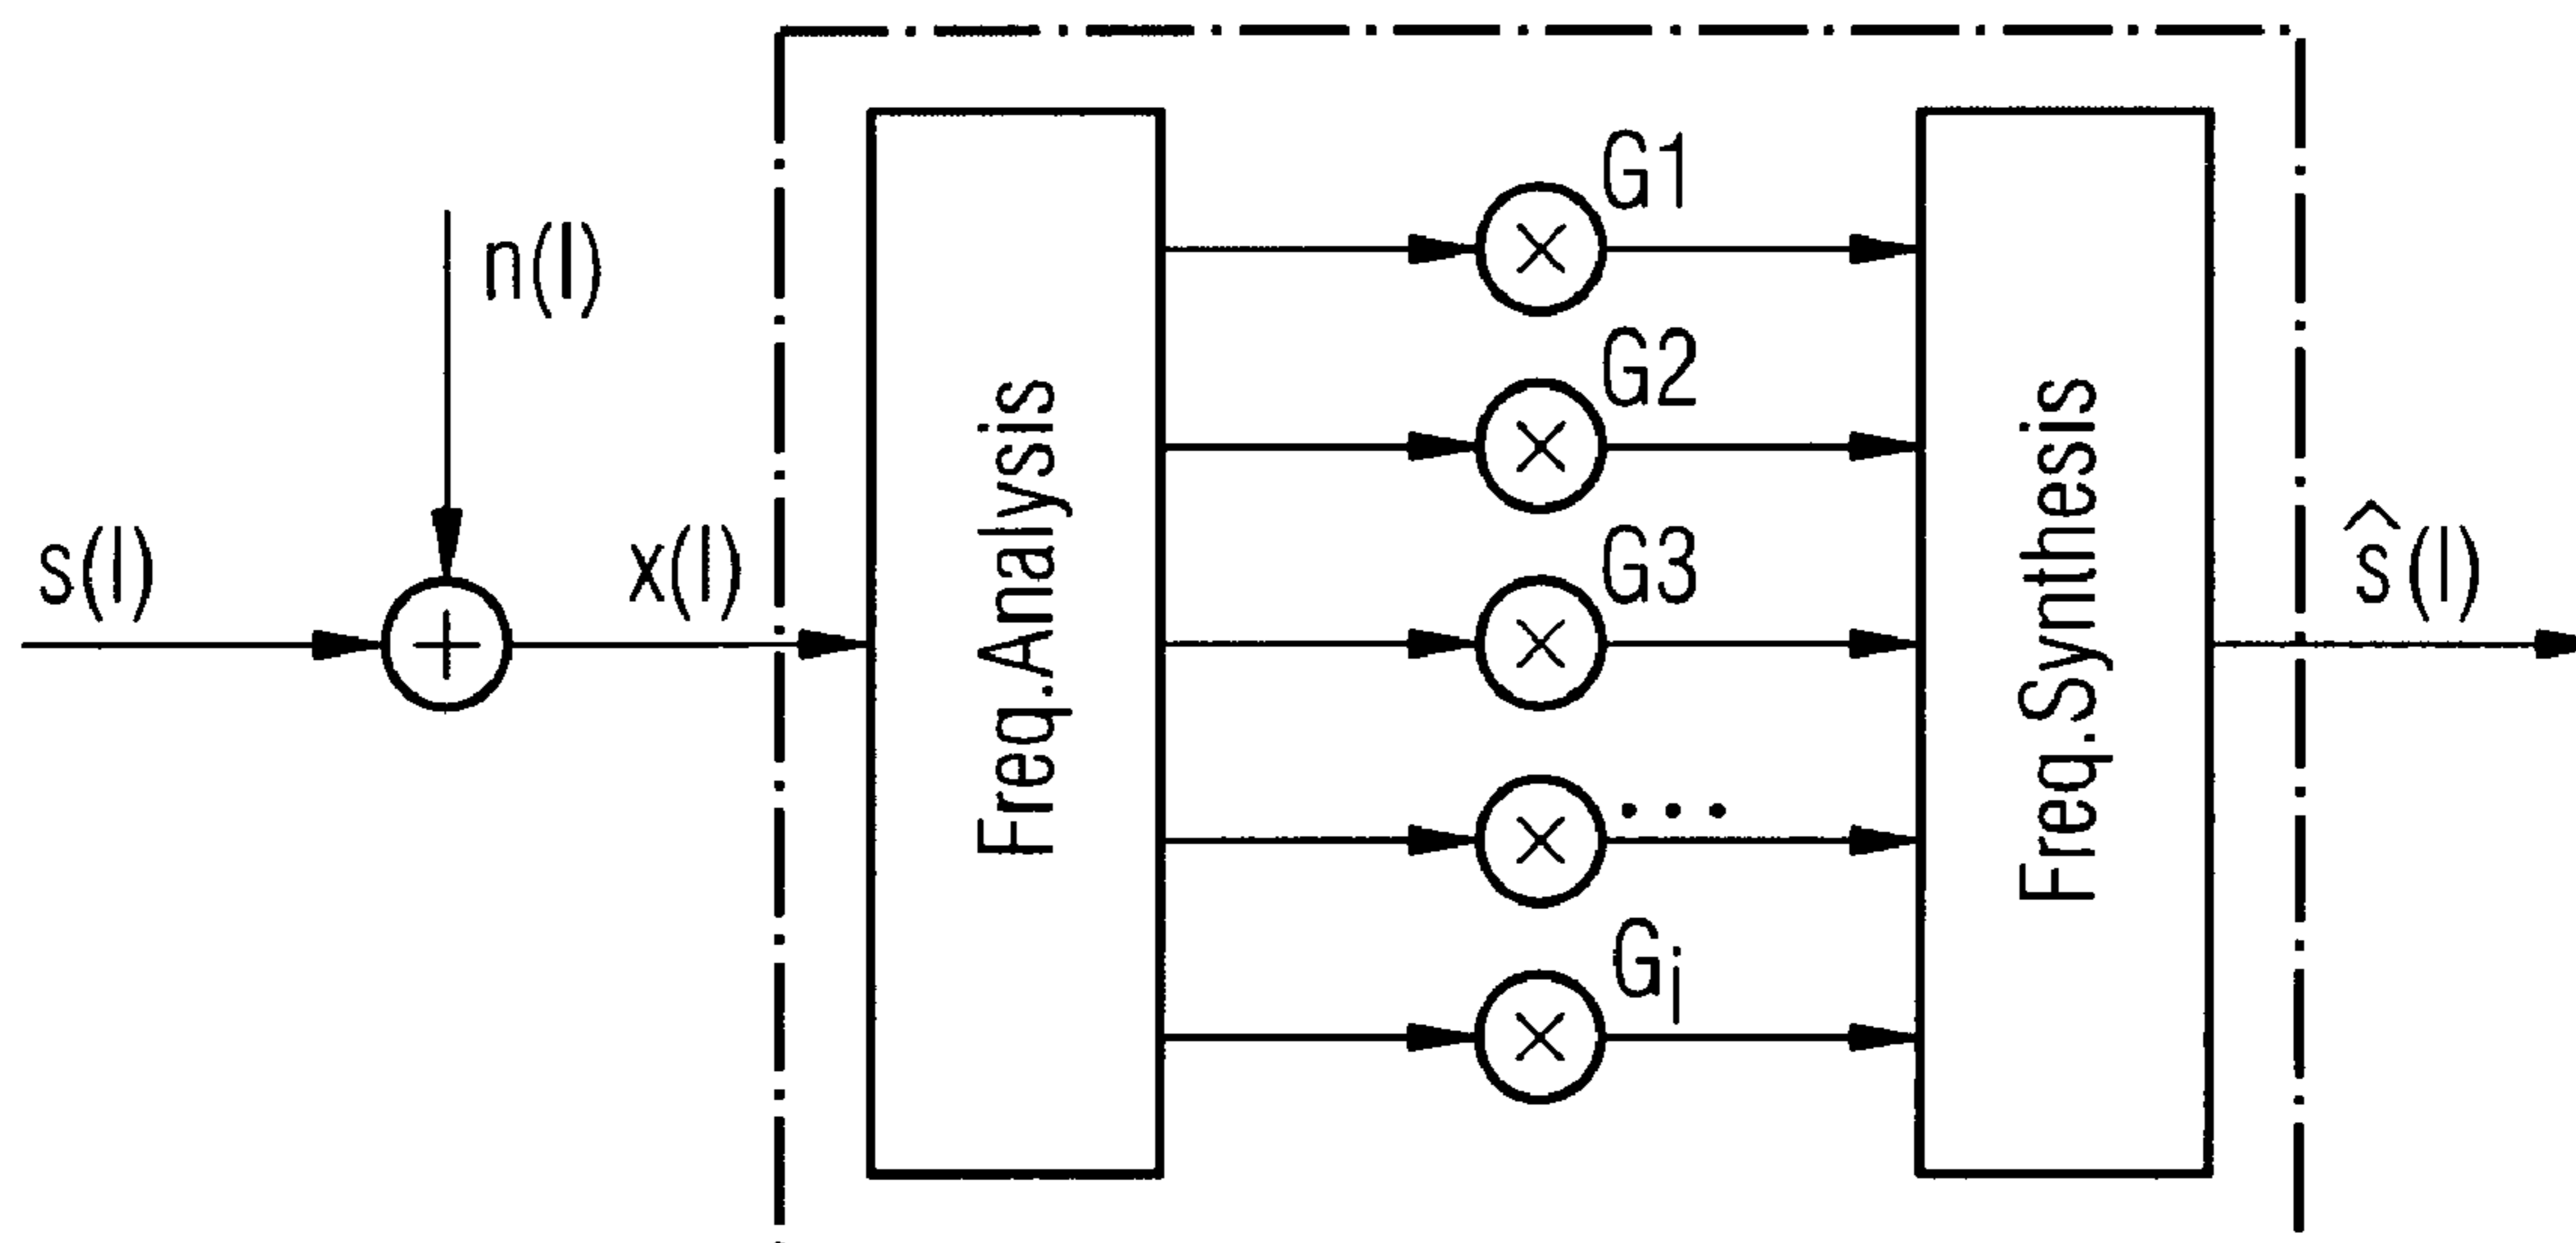 G1
n(l)
G2
Freq.Analysis
Freq.Synthesis
s(l)
x(l)
G3
ŝ(l)
...
Gi